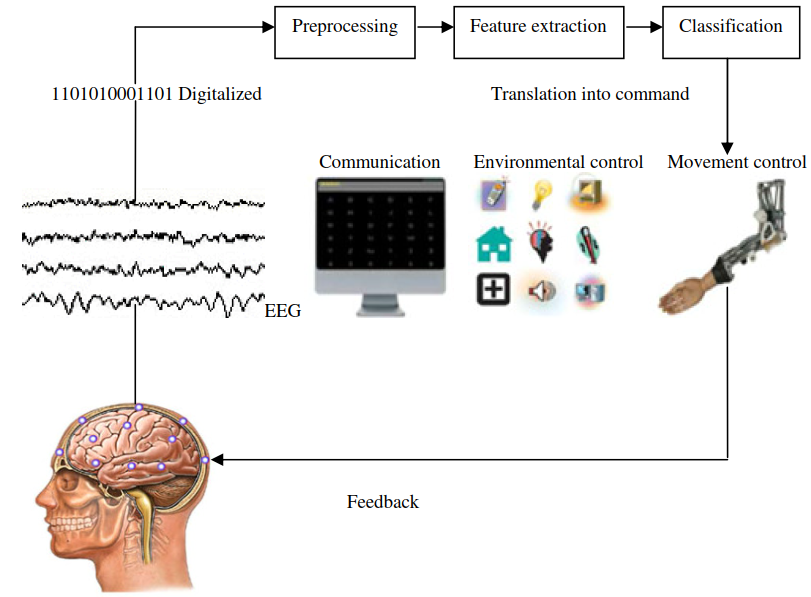 Preprocessing
Feature extraction
Classification
1101010001101 Digitalized
Translation into command
Communication
Environmental control
Movement control
EEG
Feedback